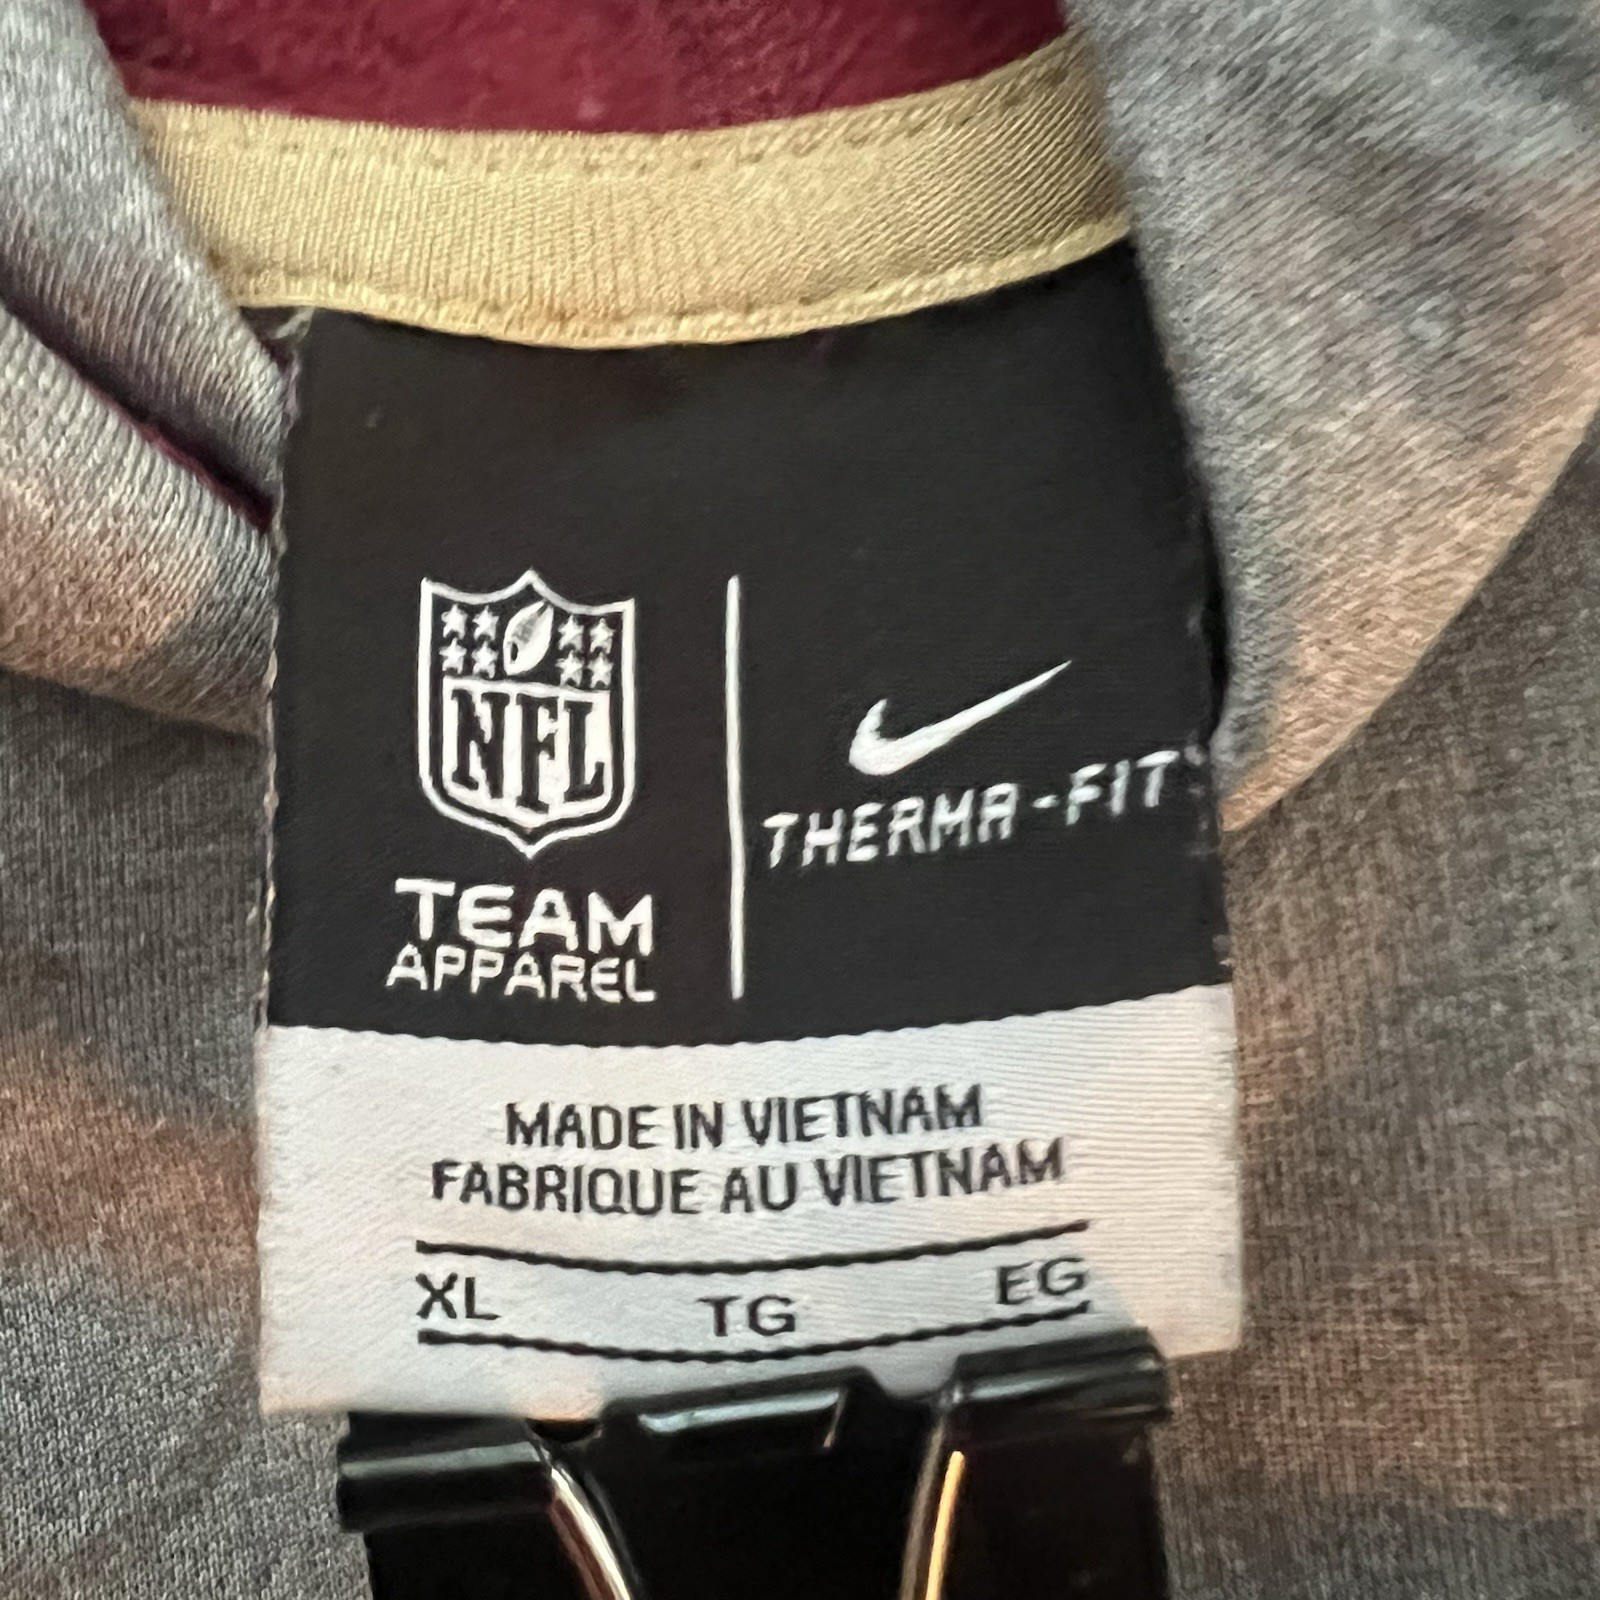 NFL
TEAM
APPAREL
THERMA-FIT
MADE IN VIETNAM
FABRIQUE AU VIETNAM
XL TG EG